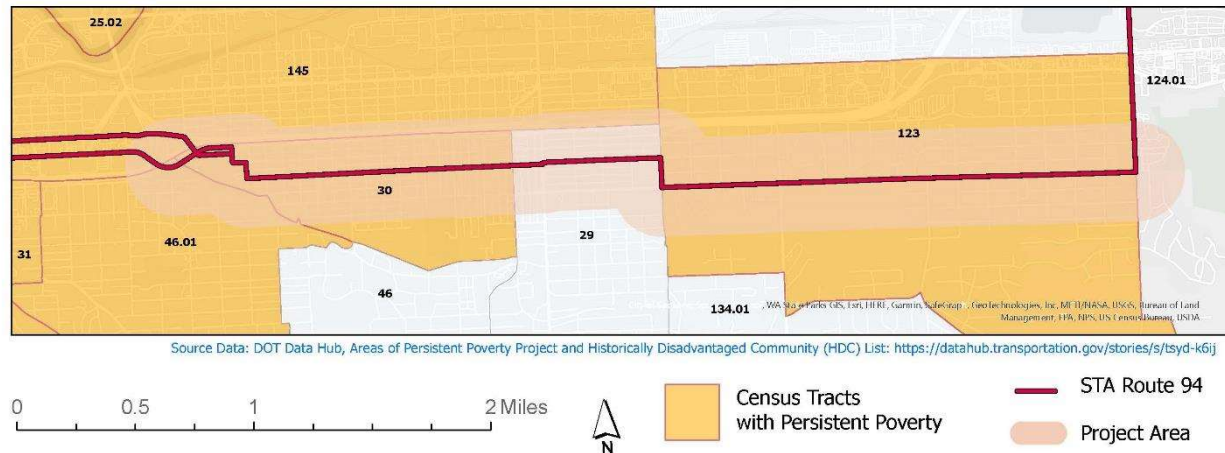 25.02
145
124.01
123
30
29
31
46.01
46
134.01
, WA State Parks GIS, Esri, HERE, Garmin, SafeGraph, GeoTechnologies, Inc, METI/NASA, USGS, Bureau of Land
Management, EPA, NPS, US Census Bureau, USDA
Source Data: DOT Data Hub, Areas of Persistent Poverty Project and Historically Disadvantaged Community (HDC) List: https://datahub.transportation.gov/stories/s/tsyd-k6ij
0 0.5 1 2 Miles
N
Census Tracts
with Persistent Poverty
STA Route 94
Project Area